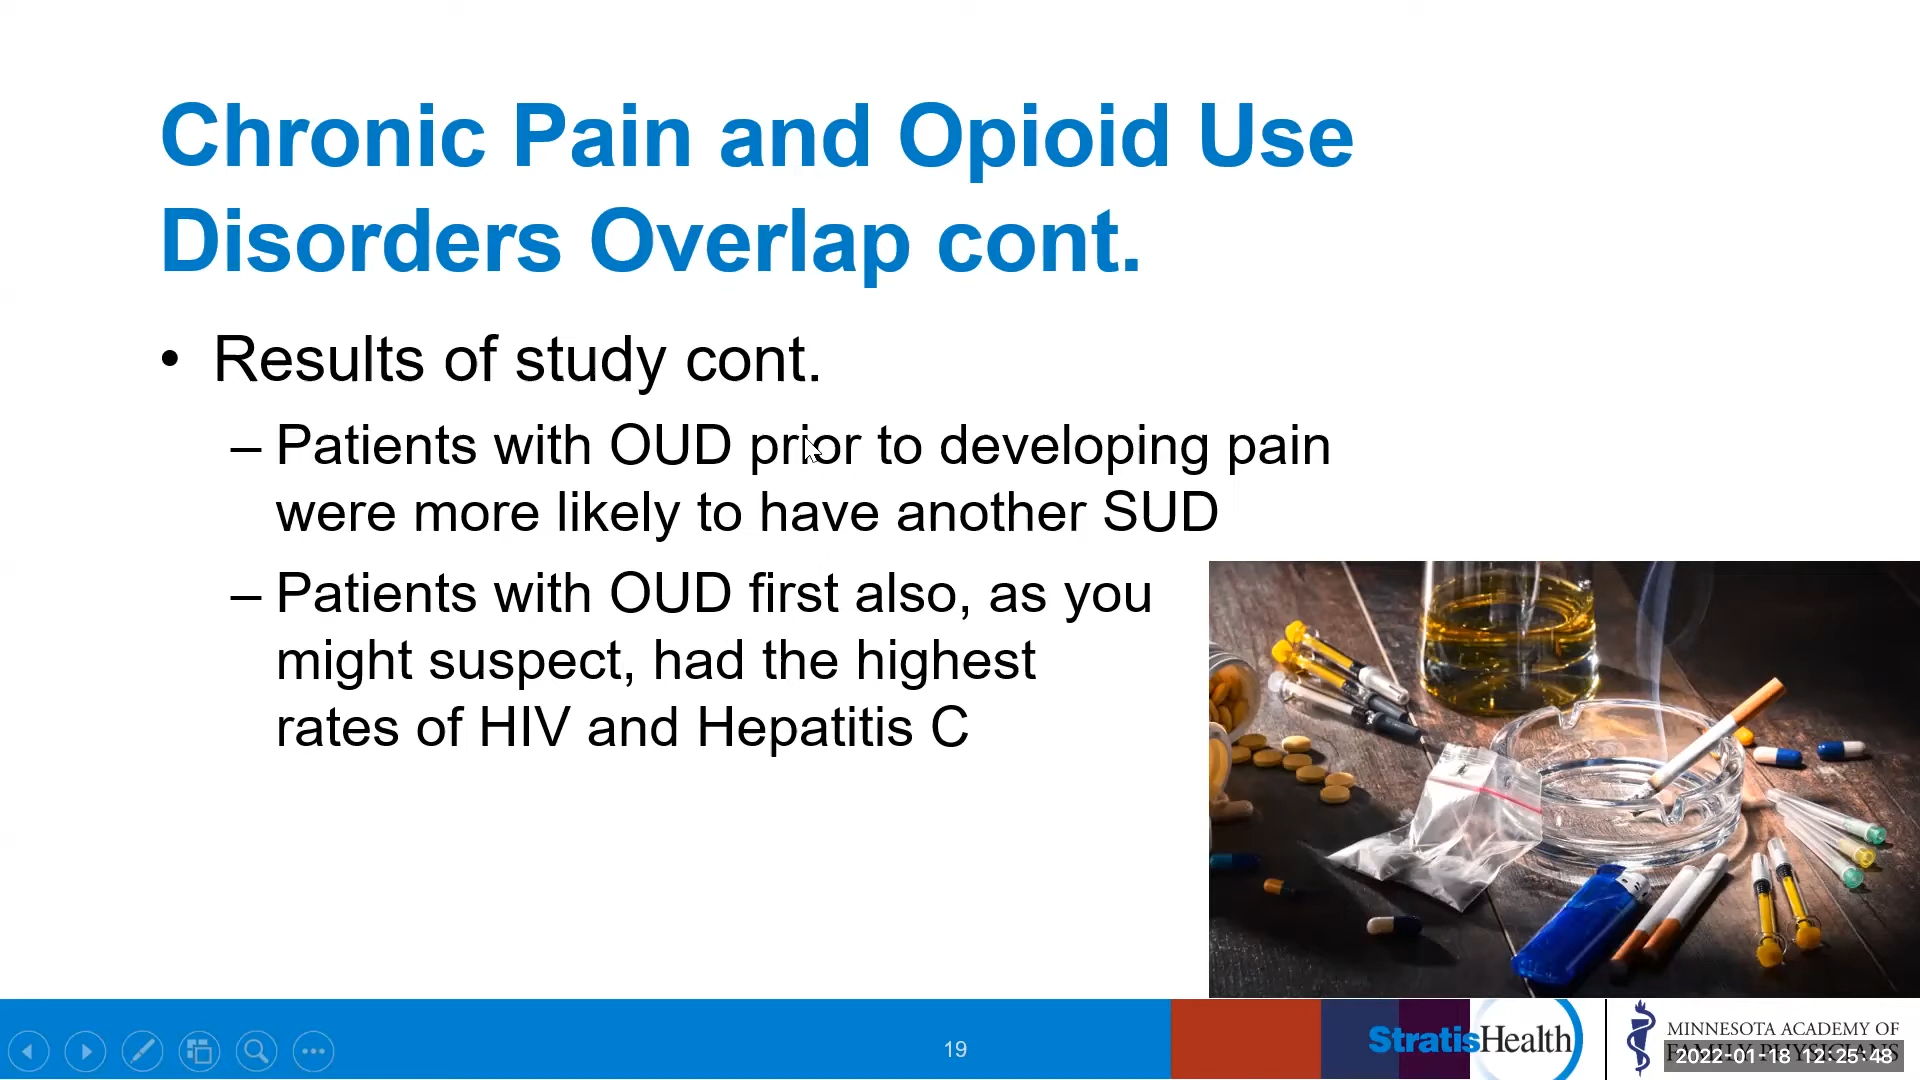 Chronic Pain and Opioid Use
Disorders Overlap cont.
• Results of study cont.
– Patients with OUD prior to developing pain
were more likely to have another SUD
– Patients with OUD first also, as you
might suspect, had the highest
rates of HIV and Hepatitis C
19
StratisHealth
MINNESOTA ACADEMY OF
FAMILY PHYSICIANS
2022-01-18 12:25:48